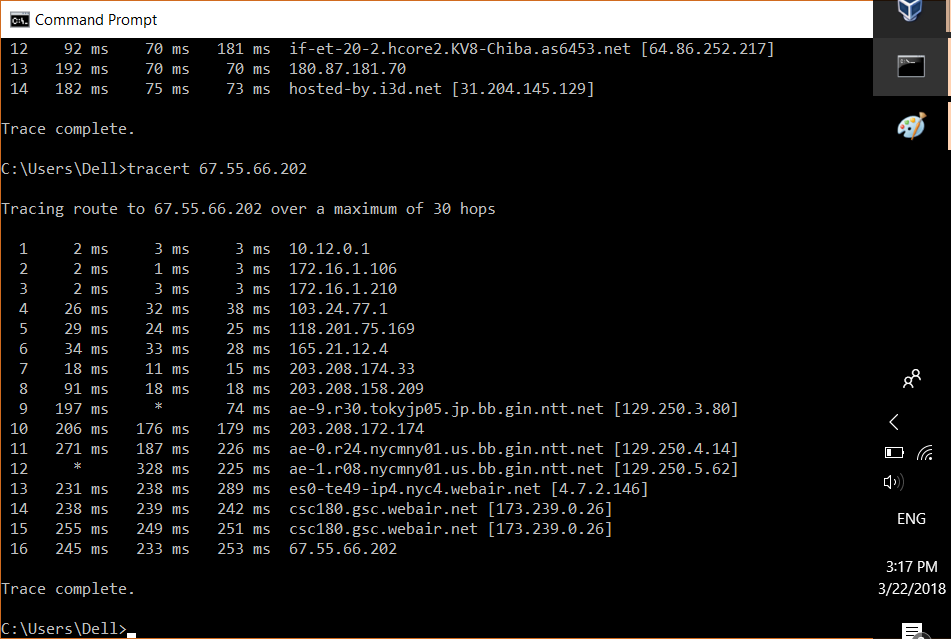 Command Prompt
12 92 ms 70 ms 181 ms if-et-20-2.hcore2.KV8-Chiba.as6453.net [64.86.252.217]
13 192 ms 70 ms 70 ms 180.87.181.70
14 182 ms 75 ms 73 ms hosted-by.i3d.net [31.204.145.129]
Trace complete.
C:\Users\Dell>tracert 67.55.66.202
Tracing route to 67.55.66.202 over a maximum of 30 hops
1 2 ms 3 ms 3 ms 10.12.0.1
2 2 ms 1 ms 3 ms 172.16.1.106
3 2 ms 3 ms 3 ms 172.16.1.210
4 26 ms 32 ms 38 ms 103.24.77.1
5 29 ms 24 ms 25 ms 118.201.75.169
6 34 ms 33 ms 28 ms 165.21.12.4
7 18 ms 11 ms 15 ms 203.208.174.33
8 91 ms 18 ms 18 ms 203.208.158.209
9 197 ms * 74 ms ae-9.r30.tokyjp05.jp.bb.gin.ntt.net [129.250.3.80]
10 206 ms 176 ms 179 ms 203.208.172.174
11 271 ms 187 ms 226 ms ae-0.r24.nycmny01.us.bb.gin.ntt.net [129.250.4.14]
12 * 328 ms 225 ms ae-1.r08.nycmny01.us.bb.gin.ntt.net [129.250.5.62]
13 231 ms 238 ms 289 ms es0-te49-ip4.nyc4.webair.net [4.7.2.146]
14 238 ms 239 ms 242 ms csc180.gsc.webair.net [173.239.0.26]
15 255 ms 249 ms 251 ms csc180.gsc.webair.net [173.239.0.26]
16 245 ms 233 ms 253 ms 67.55.66.202
Trace complete.
C:\Users\Dell>
ENG
3:17 PM
3/22/2018